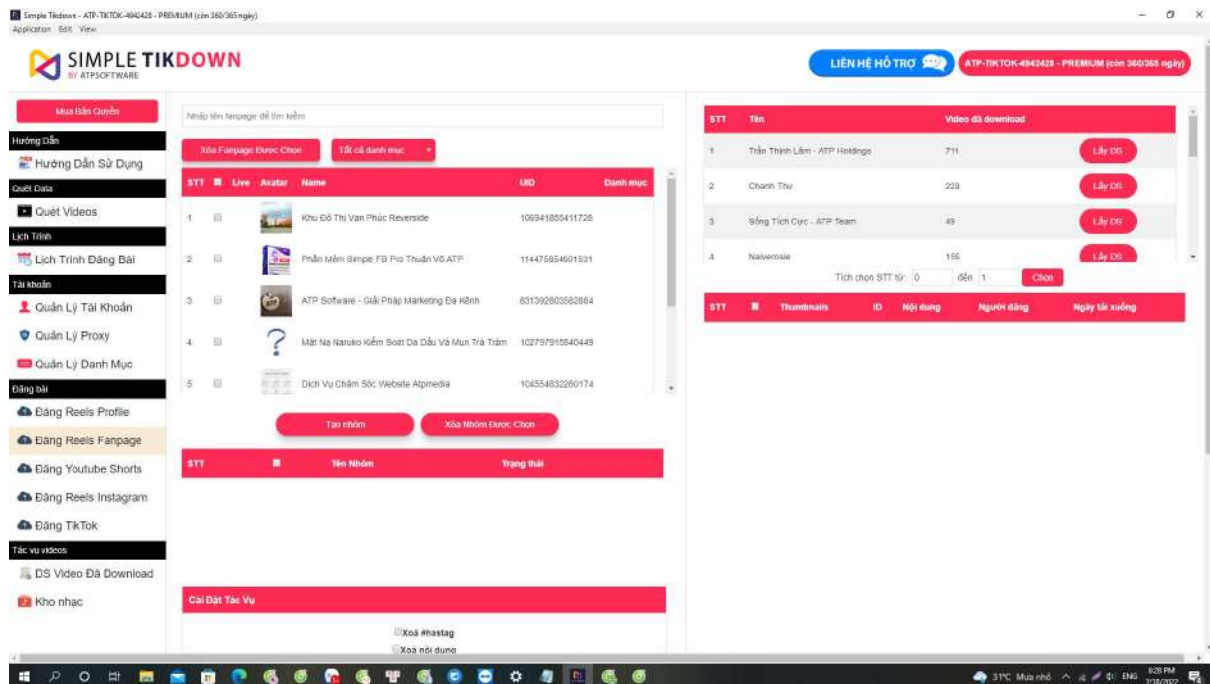 Simple Tikdown - ATP-TIKTOK-4942428 - PREMIUM (còn 360/365 ngày)
Application Edit View
SIMPLE TIKDOWN
BY ATPSOFTWARE
LIÊN HỆ HỖ TRỢ
ATP-TIKTOK-4942428 - PREMIUM (còn 360/365 ngày)
Mua Bản Quyền
Hướng Dẫn
Hướng Dẫn Sử Dụng
Quét Data
Quét Videos
Lịch Trình
Lịch Trình Đăng Bài
Tài khoản
Quản Lý Tài Khoản
Quản Lý Proxy
Quản Lý Danh Mục
Đăng bài
Đăng Reels Profile
Đăng Reels Fanpage
Đăng Youtube Shorts
Đăng Reels Instagram
Đăng TikTok
Tác vụ videos
DS Video Đã Download
Kho nhạc
Nhập tên fanpage để tìm kiếm
Xóa Fanpage Được Chọn Tất cả danh mục
STT Live Avatar Name UID Danh mục
1 Khu Đô Thị Vạn Phúc Reverside 106941855411728
2 Phần Mềm Simple FB Pro Thuận Võ ATP 114475854601531
3 ATP Software - Giải Pháp Marketing Đa Kênh 831392803582884
4 Mặt Nạ Naruko Kiềm Soát Da Dầu Và Mụn Trà Tràm 102797915840449
5 Dịch Vụ Chăm Sóc Website Atpmedia 104554832280174
Tạo nhóm Xóa Nhóm Được Chọn
STT Tên Nhóm Trạng thái
Cài Đặt Tác Vụ
Xoá #hastag
Xoá nội dung
STT Tên Video đã download
1 Trần Thịnh Lâm - ATP Holdings 711 Lấy DS
2 Chanh Thu 229 Lấy DS
3 Sống Tích Cực - ATP Team 49 Lấy DS
4 Naiverosie 156 Lấy DS
Tích chọn STT từ: 0 đến 1 Chọn
STT Thumbnails ID Nội dung Người đăng Ngày tải xuống
31°C Mưa nhỏ ENG 6:28 PM